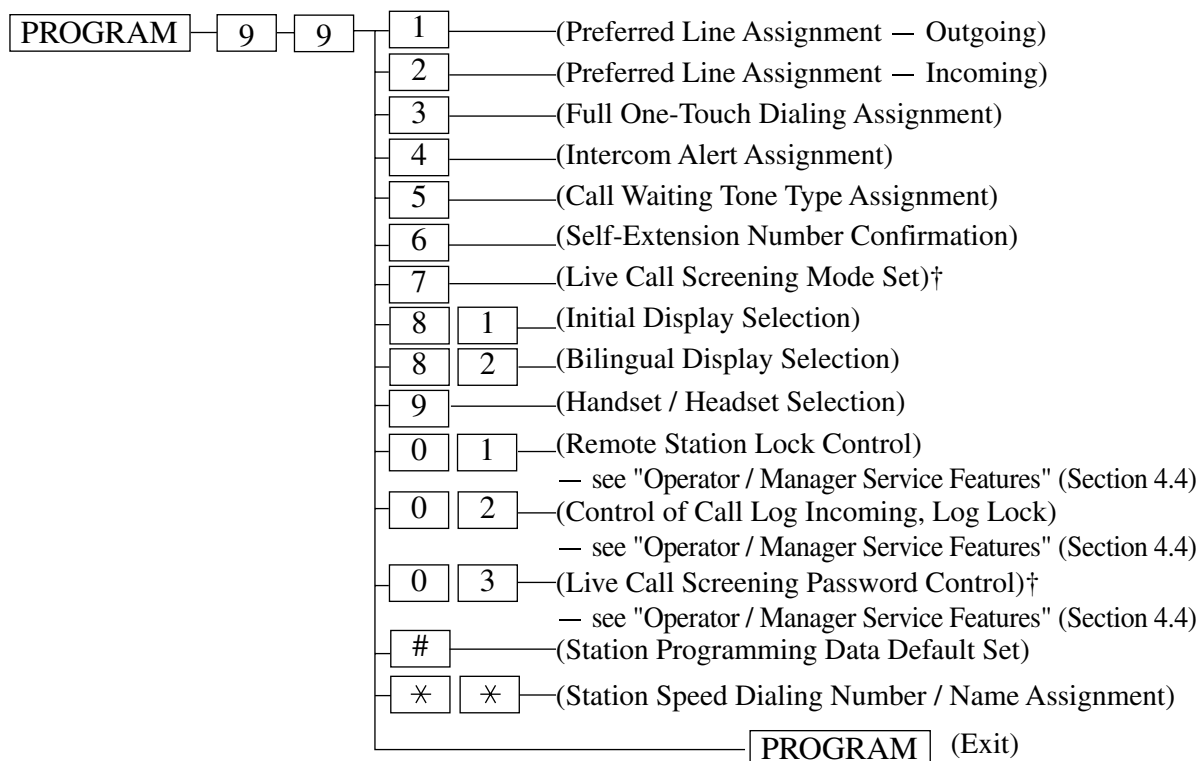 PROGRAM 9 9 1 (Preferred Line Assignment — Outgoing)
2 (Preferred Line Assignment — Incoming)
3 (Full One-Touch Dialing Assignment)
4 (Intercom Alert Assignment)
5 (Call Waiting Tone Type Assignment)
6 (Self-Extension Number Confirmation)
7 (Live Call Screening Mode Set)†
8 1 (Initial Display Selection)
8 2 (Bilingual Display Selection)
9 (Handset / Headset Selection)
0 1 (Remote Station Lock Control)
— see "Operator / Manager Service Features" (Section 4.4)
0 2 (Control of Call Log Incoming, Log Lock)
— see "Operator / Manager Service Features" (Section 4.4)
0 3 (Live Call Screening Password Control)†
— see "Operator / Manager Service Features" (Section 4.4)
# (Station Programming Data Default Set)
* * (Station Speed Dialing Number / Name Assignment)
PROGRAM (Exit)